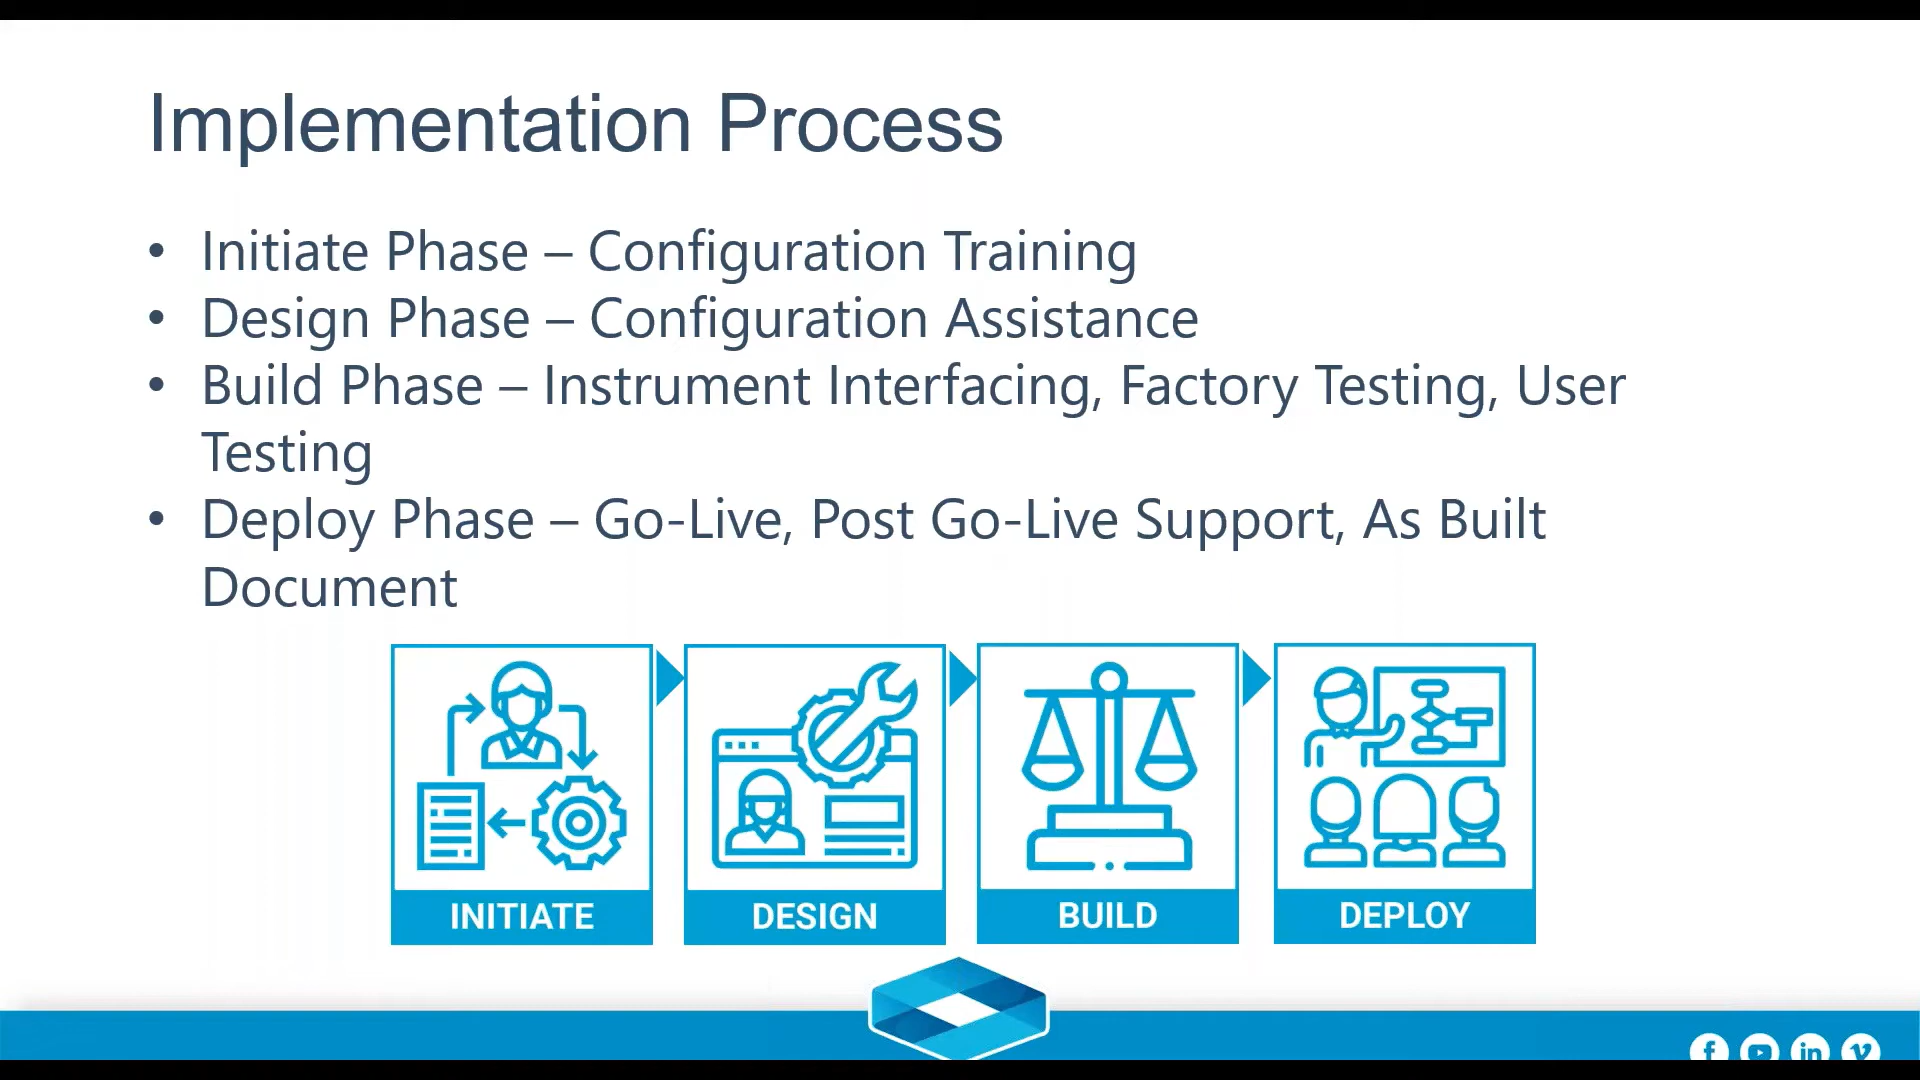 Implementation Process
• Initiate Phase – Configuration Training
• Design Phase – Configuration Assistance
• Build Phase – Instrument Interfacing, Factory Testing, User
Testing
• Deploy Phase – Go-Live, Post Go-Live Support, As Built
Document
INITIATE
DESIGN
BUILD
DEPLOY